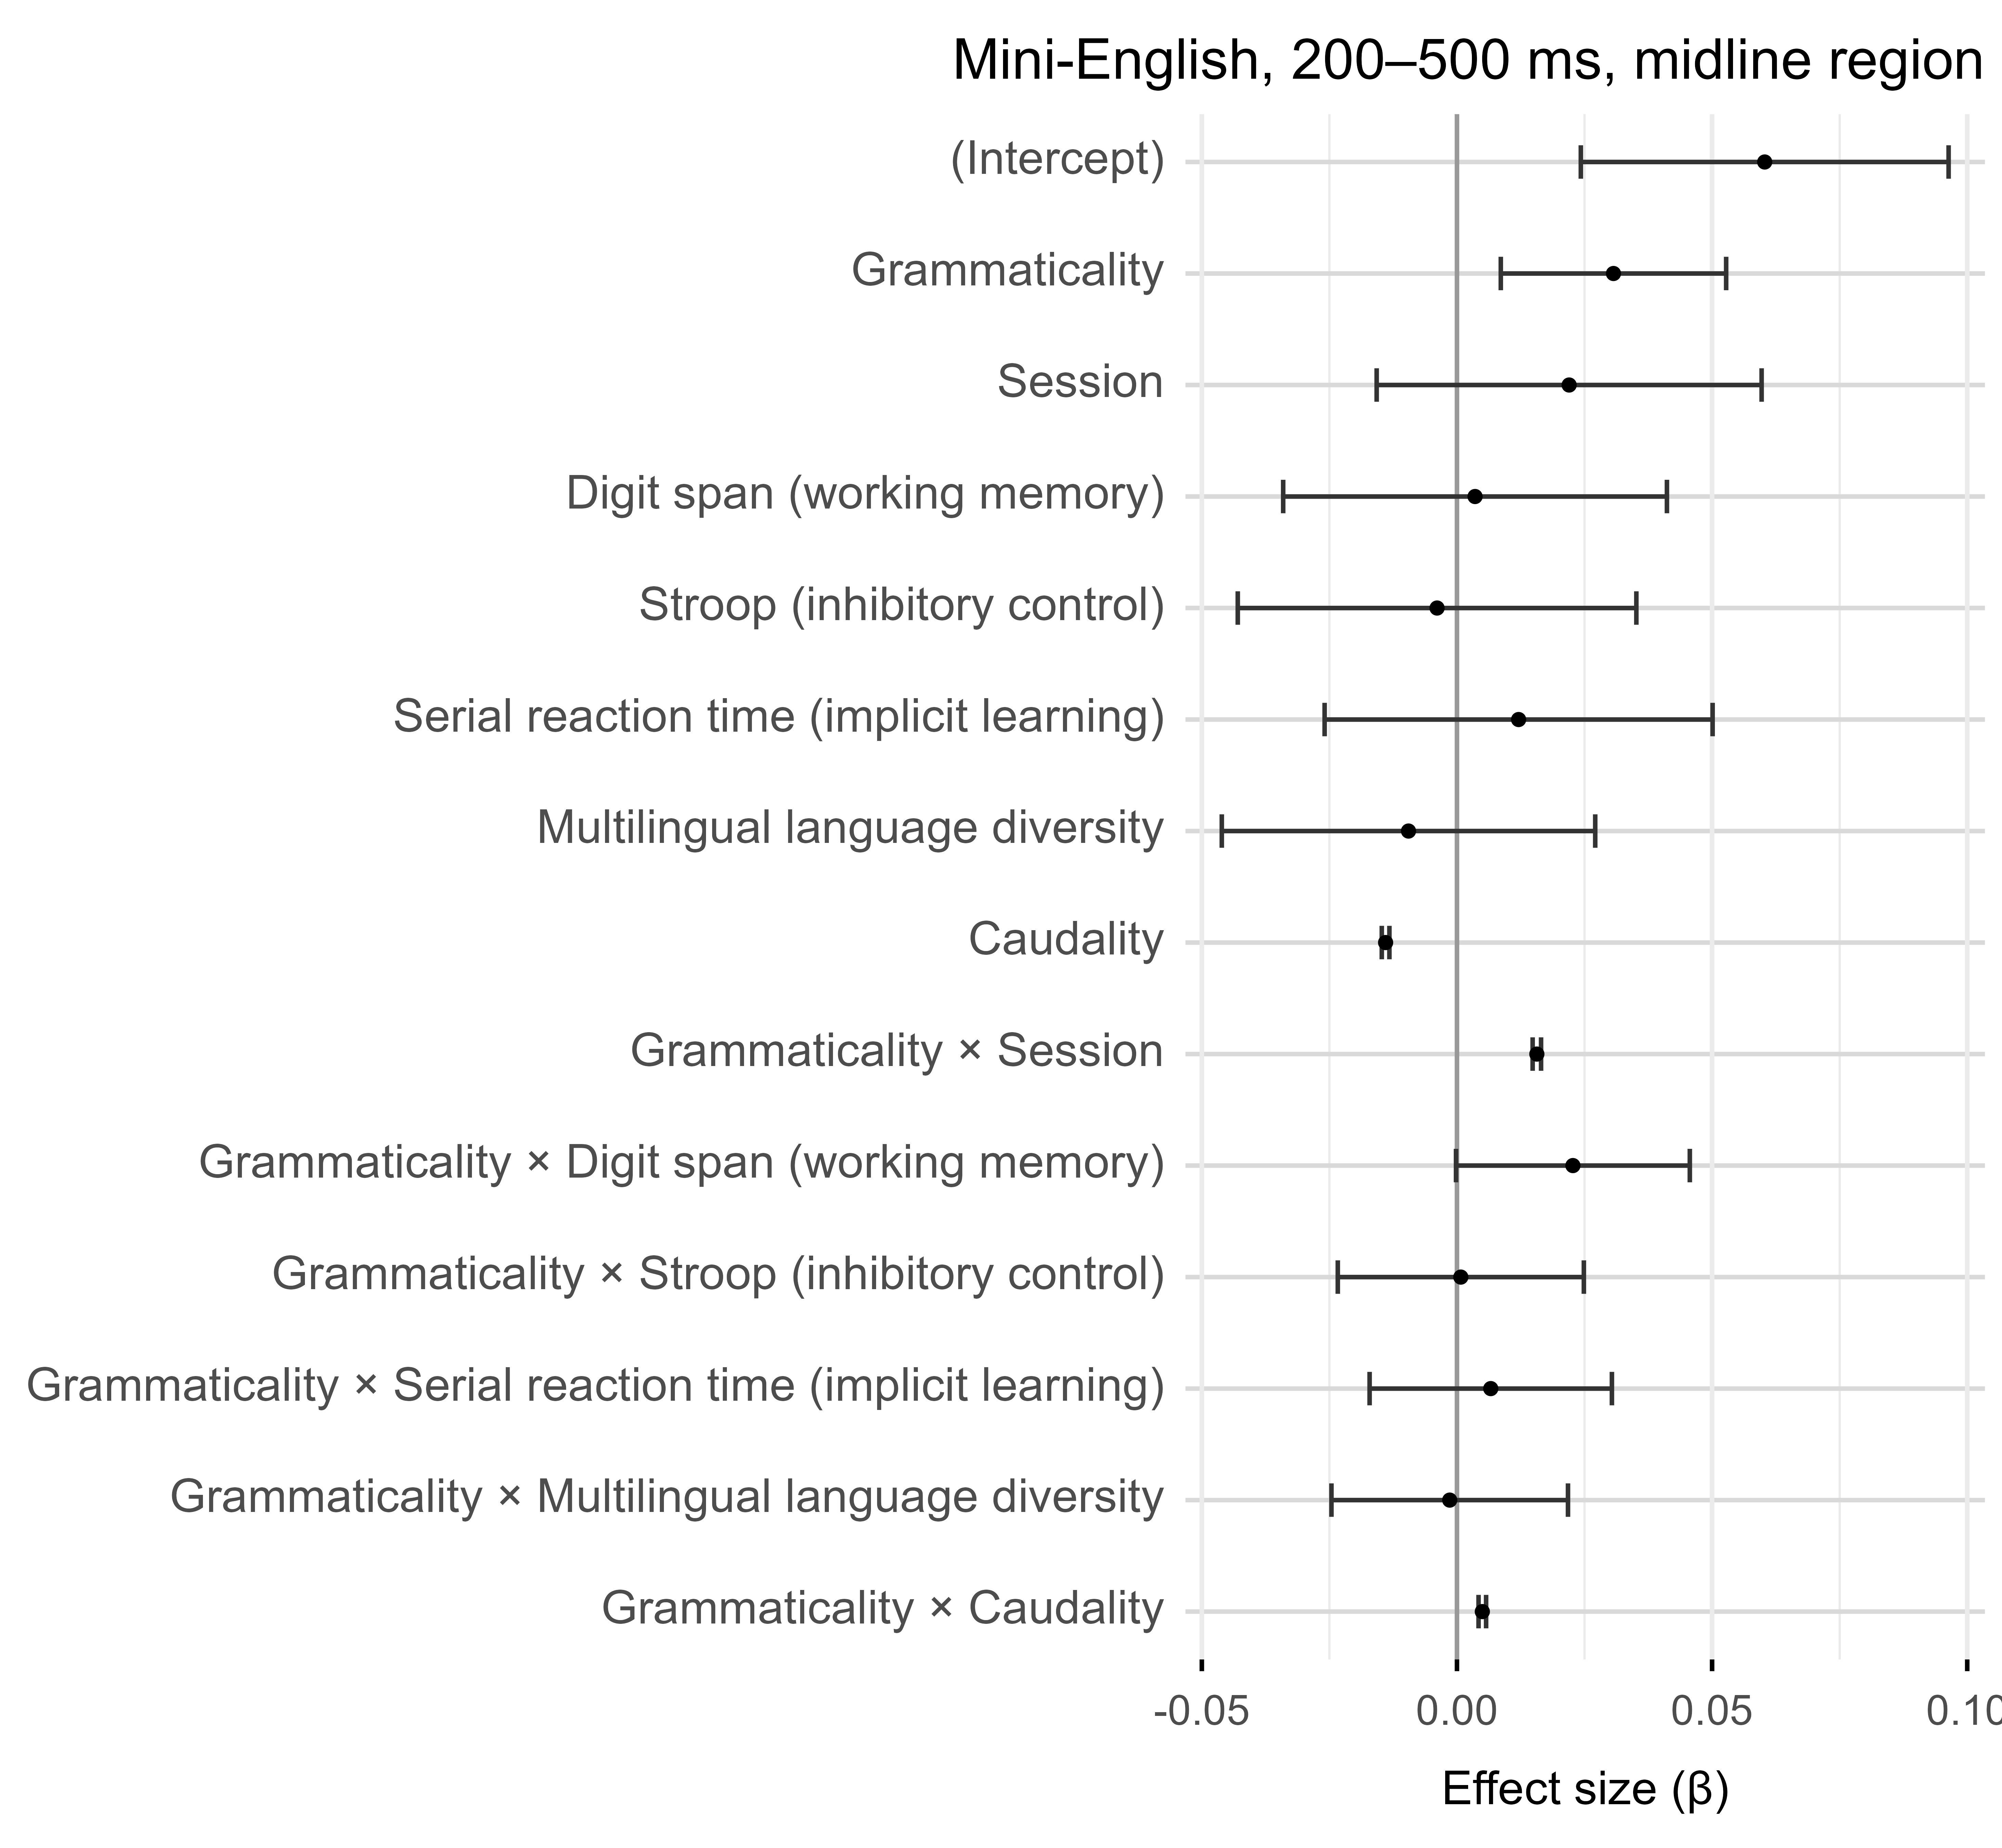 Mini-English, 200–500 ms, midline region
(Intercept)
Grammaticality
Session
Digit span (working memory)
Stroop (inhibitory control)
Serial reaction time (implicit learning)
Multilingual language diversity
Caudality
Grammaticality × Session
Grammaticality × Digit span (working memory)
Grammaticality × Stroop (inhibitory control)
Grammaticality × Serial reaction time (implicit learning)
Grammaticality × Multilingual language diversity
Grammaticality × Caudality
-0.05 0.00 0.05 0.10
Effect size (β)